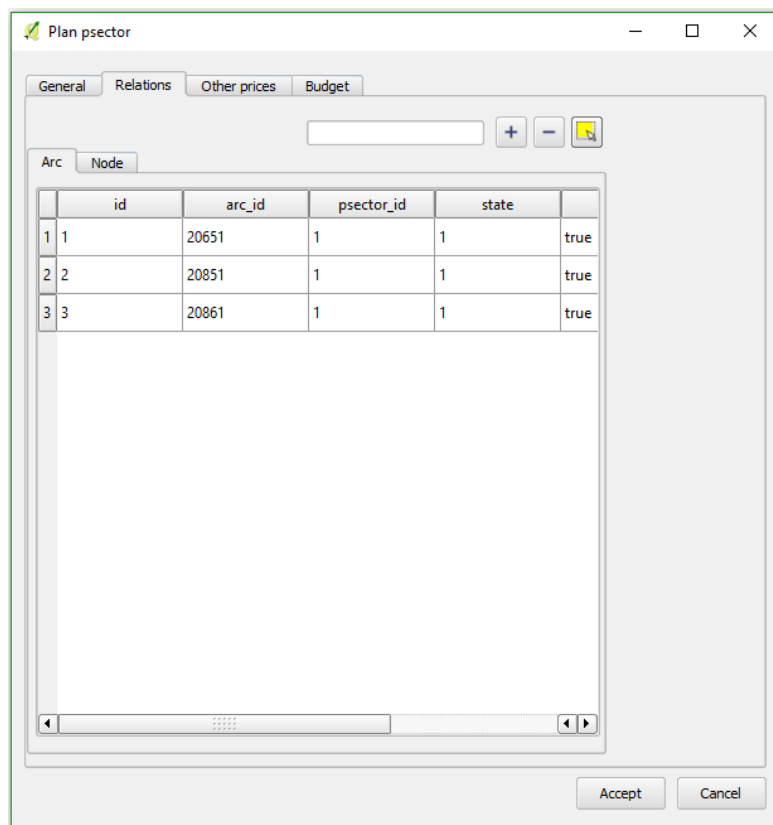 Plan psector
General Relations Other prices Budget
+ −
Arc Node
id arc_id psector_id state
1 1 20651 1 1 true
2 2 20851 1 1 true
3 3 20861 1 1 true
Accept Cancel